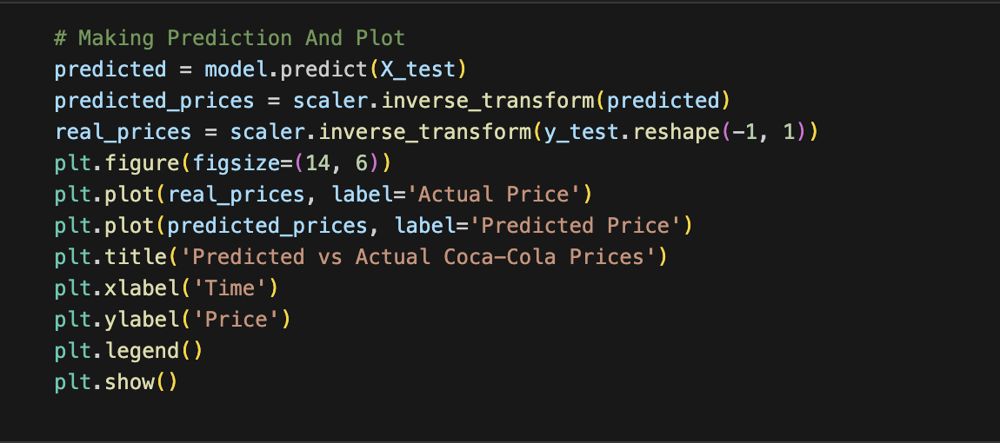 # Making Prediction And Plot
predicted = model.predict(X_test)
predicted_prices = scaler.inverse_transform(predicted)
real_prices = scaler.inverse_transform(y_test.reshape(-1, 1))
plt.figure(figsize=(14, 6))
plt.plot(real_prices, label='Actual Price')
plt.plot(predicted_prices, label='Predicted Price')
plt.title('Predicted vs Actual Coca-Cola Prices')
plt.xlabel('Time')
plt.ylabel('Price')
plt.legend()
plt.show()